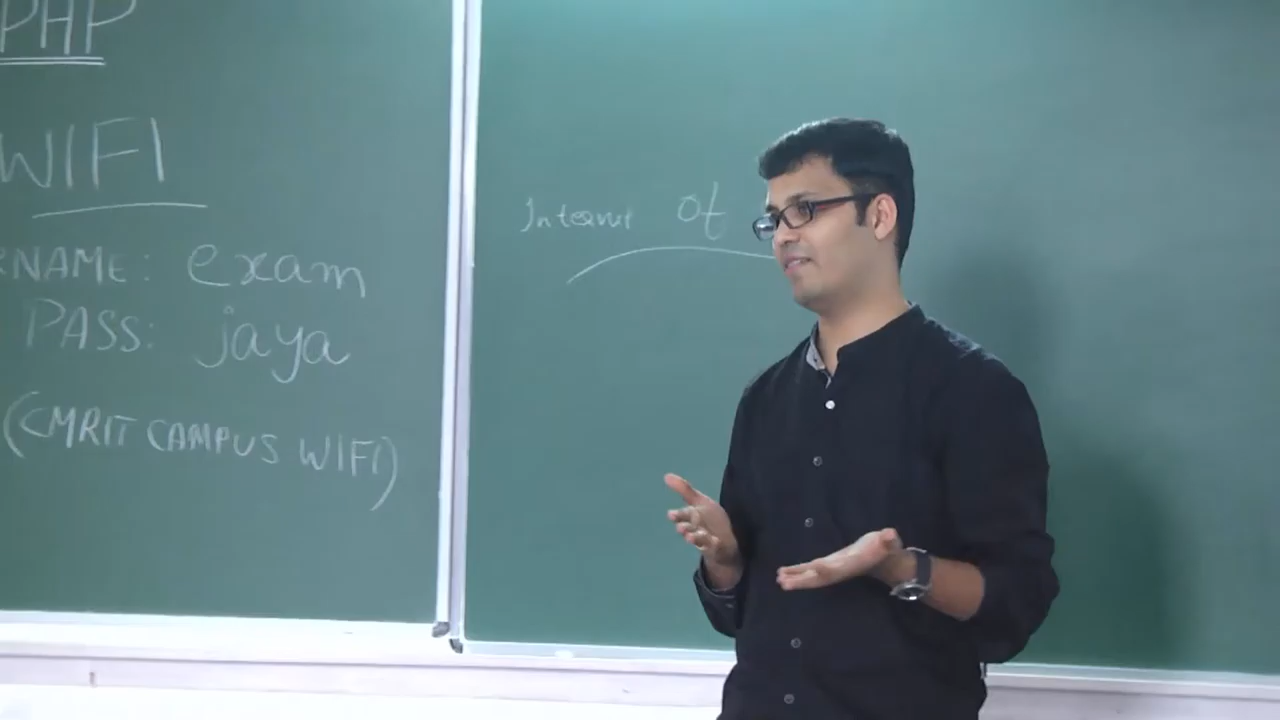 PHP
WIFI
RNAME: exam
PASS: jaya
(CMRIT CAMPUS WIFI)
Internet Of